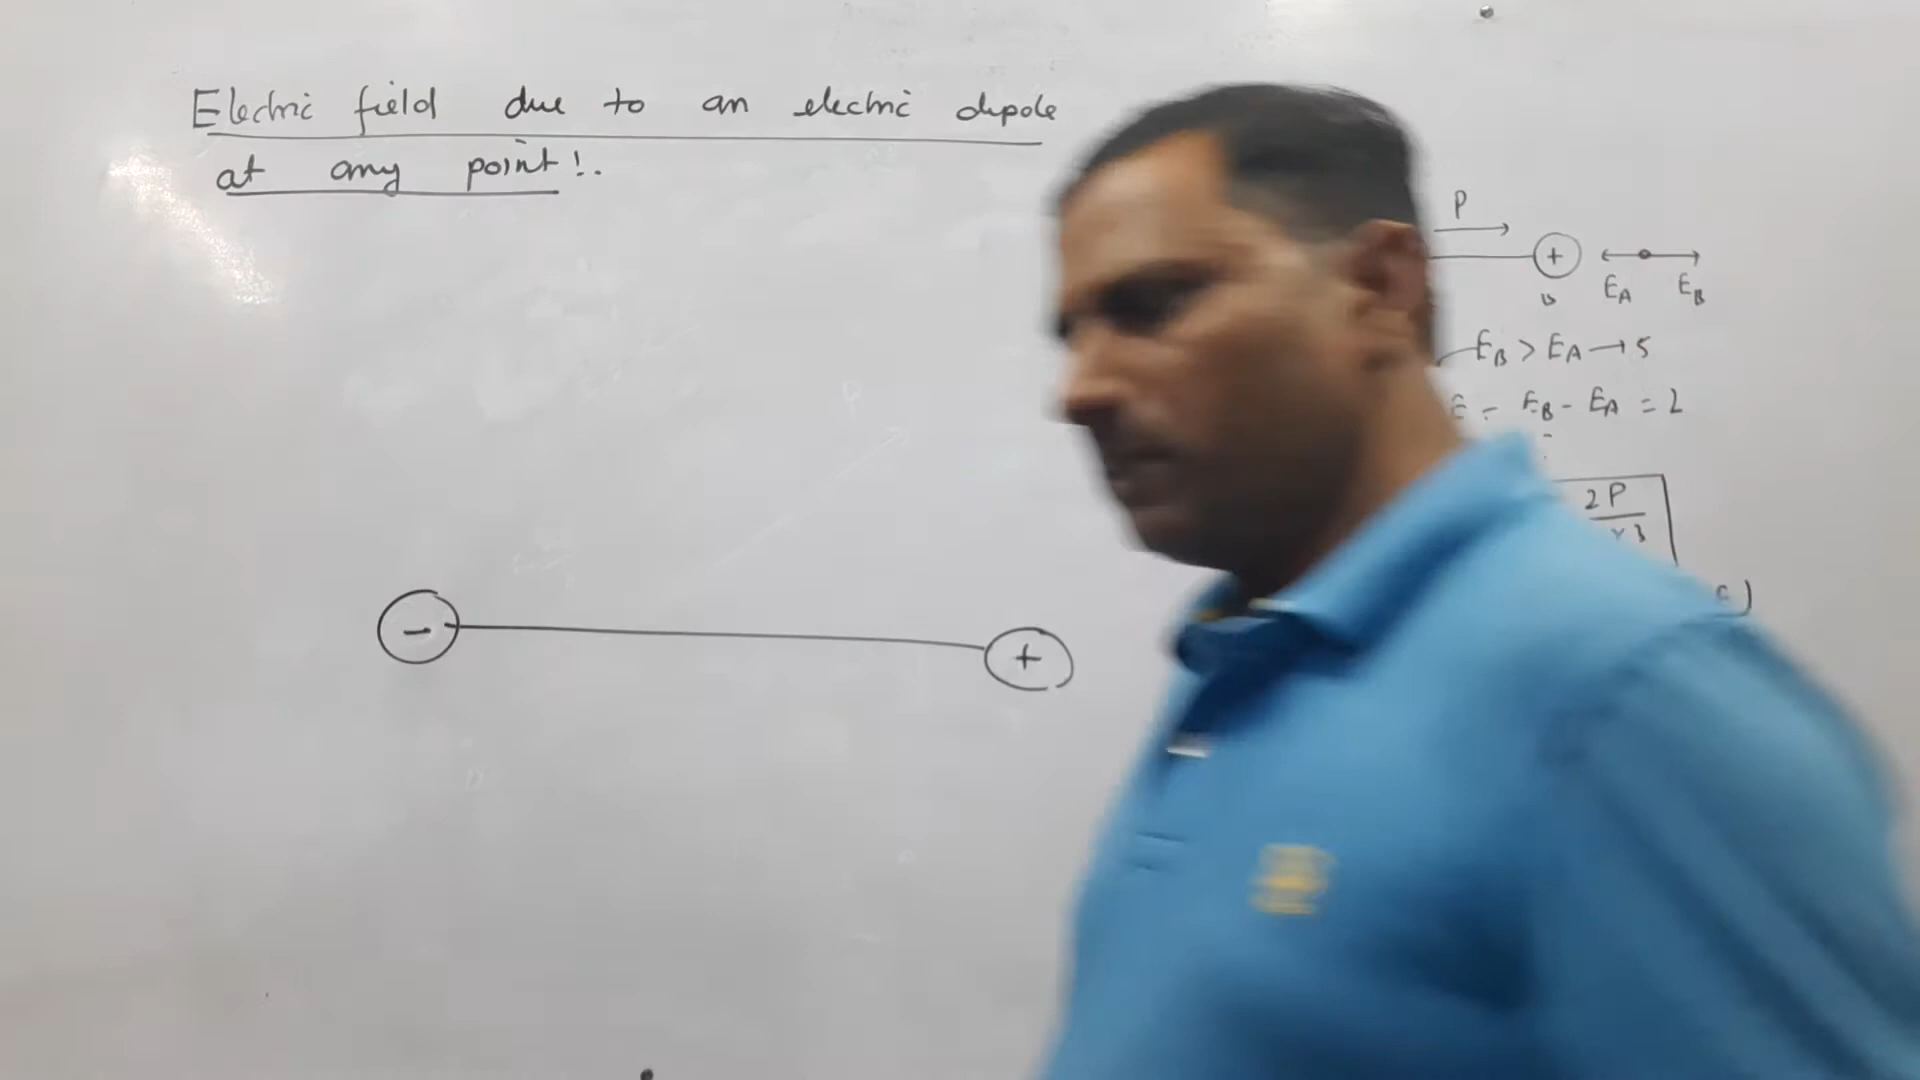 Electric field due to an electric dipole
at any point :.
P
- + +
E_A E_B
E_B > E_A → 5
E = E_B - E_A = 2
2P
r3